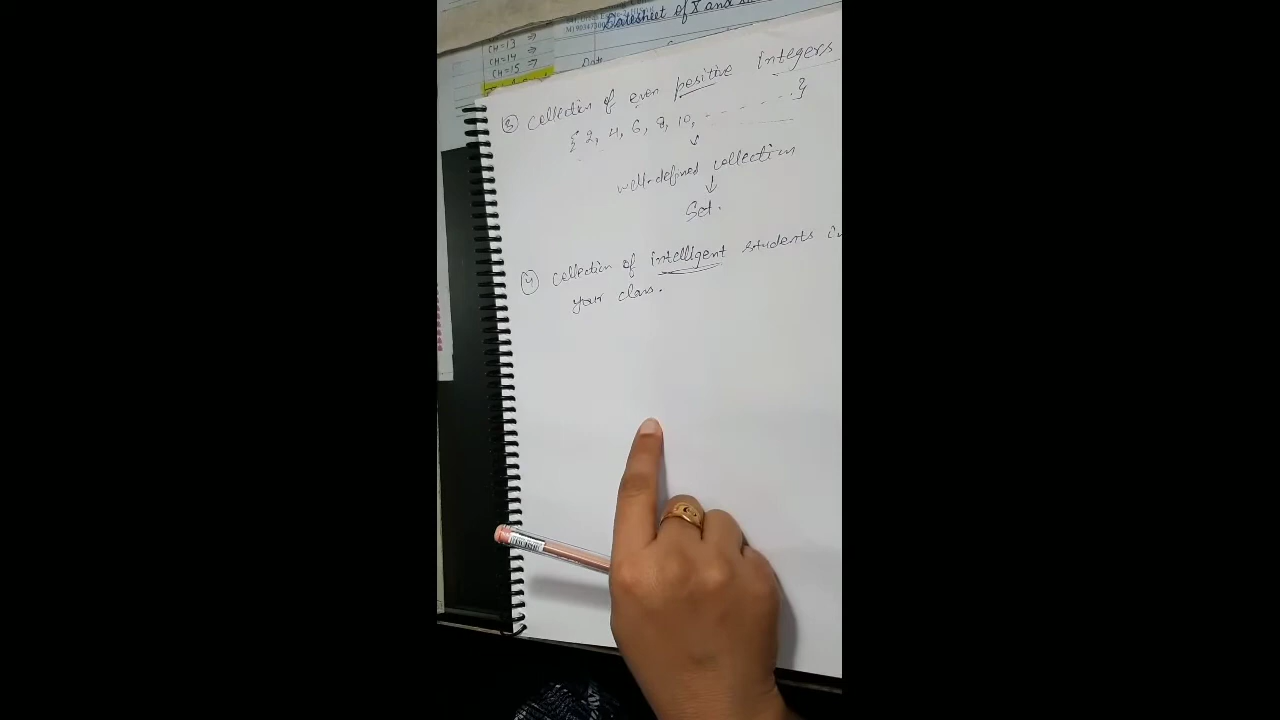 Datesheet of X and
CH=13 ⇒
CH=14 ⇒
CH=15 ⇒
Date
③ collection of even positive integers
{ 2, 4, 6, 8, 10, - - - - - - - . }
↓
well-defined collection
↓
Set.
④ collection of intelligent students in
your class.